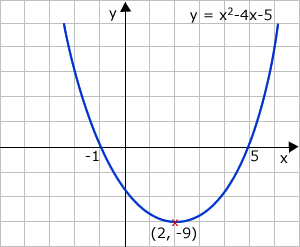 y
y = x²-4x-5
-1
5
x
(2, -9)